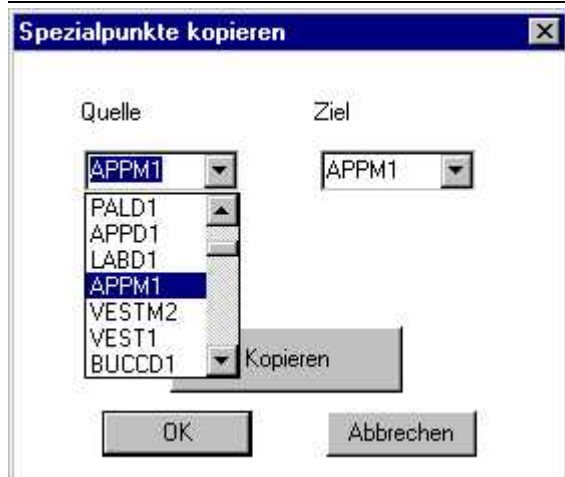 Spezialpunkte kopieren
Quelle Ziel
APPM1 APPM1
PALD1
APPD1
LABD1
APPM1
VESTM2
VEST1
BUCCD1
Kopieren
OK Abbrechen